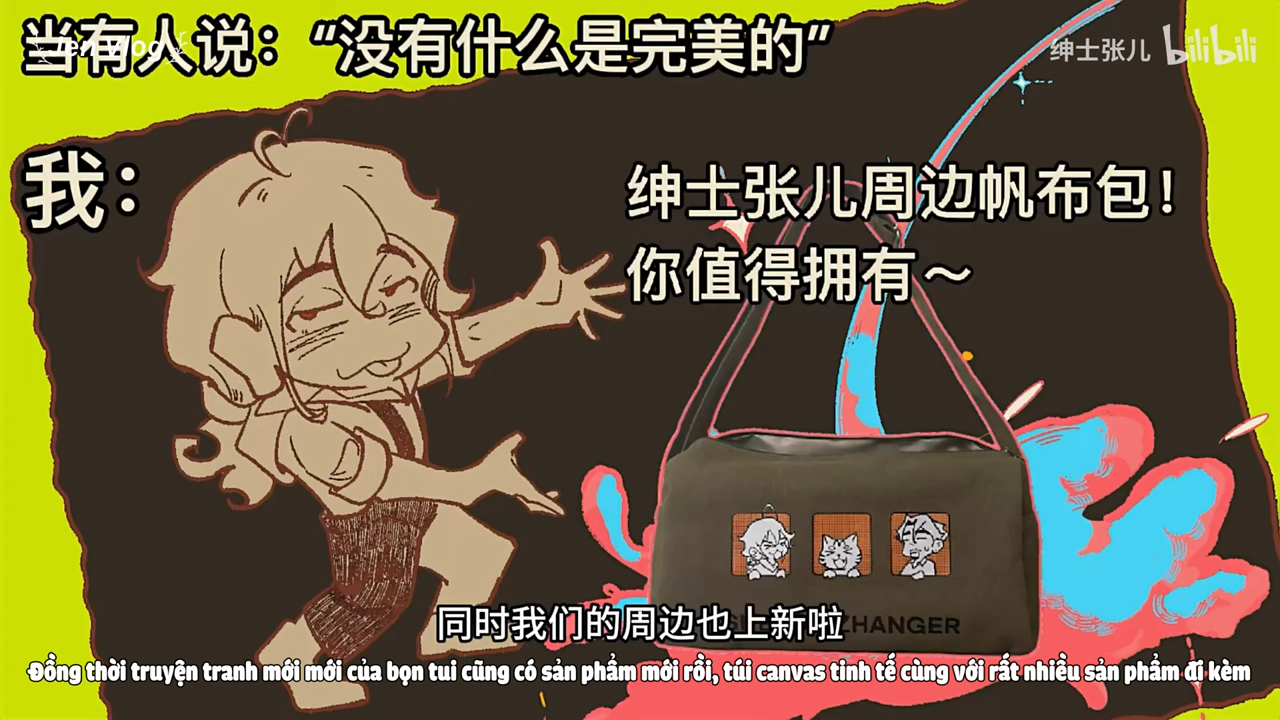 当有人说：“没有什么是完美的”
绅士张儿 bilibili
我：
绅士张儿周边帆布包！
你值得拥有～
ZHANGER
同时我们的周边也上新啦
Đồng thời truyện tranh mới mới của bọn tui cũng có sản phẩm mới rồi, túi canvas tinh tế cùng với rất nhiều sản phẩm đi kèm